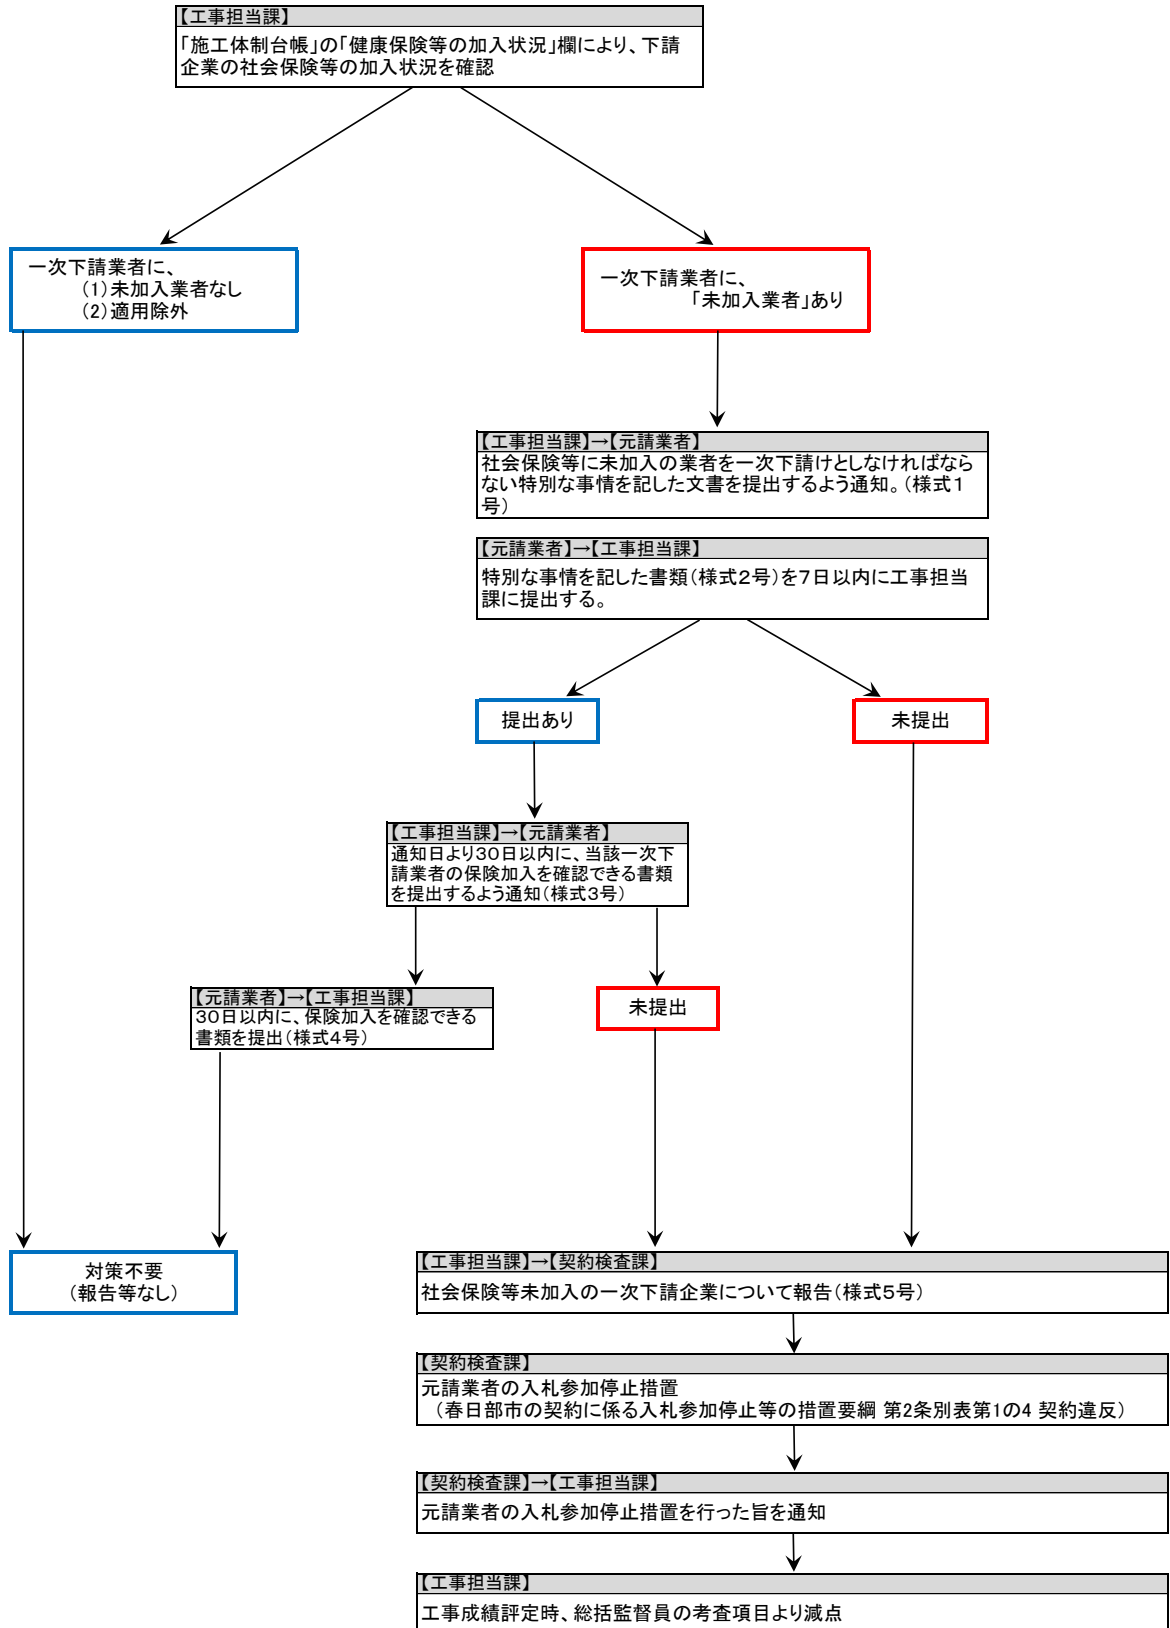 【工事担当課】
「施工体制台帳」の「健康保険等の加入状況」欄により、下請
企業の社会保険等の加入状況を確認
一次下請業者に、
(1)未加入業者なし
(2)適用除外
一次下請業者に、
「未加入業者」あり
【工事担当課】→【元請業者】
社会保険等に未加入の業者を一次下請けとしなければなら
ない特別な事情を記した文書を提出するよう通知。(様式1
号)
【元請業者】→【工事担当課】
特別な事情を記した書類(様式2号)を7日以内に工事担当
課に提出する。
提出あり
未提出
【工事担当課】→【元請業者】
通知日より30日以内に、当該一次下
請業者の保険加入を確認できる書類
を提出するよう通知(様式3号)
【元請業者】→【工事担当課】
30日以内に、保険加入を確認できる
書類を提出(様式4号)
未提出
対策不要
(報告等なし)
【工事担当課】→【契約検査課】
社会保険等未加入の一次下請企業について報告(様式5号)
【契約検査課】
元請業者の入札参加停止措置
(春日部市の契約に係る入札参加停止等の措置要綱 第2条別表第1の4 契約違反)
【契約検査課】→【工事担当課】
元請業者の入札参加停止措置を行った旨を通知
【工事担当課】
工事成績評定時、総括監督員の考査項目より減点